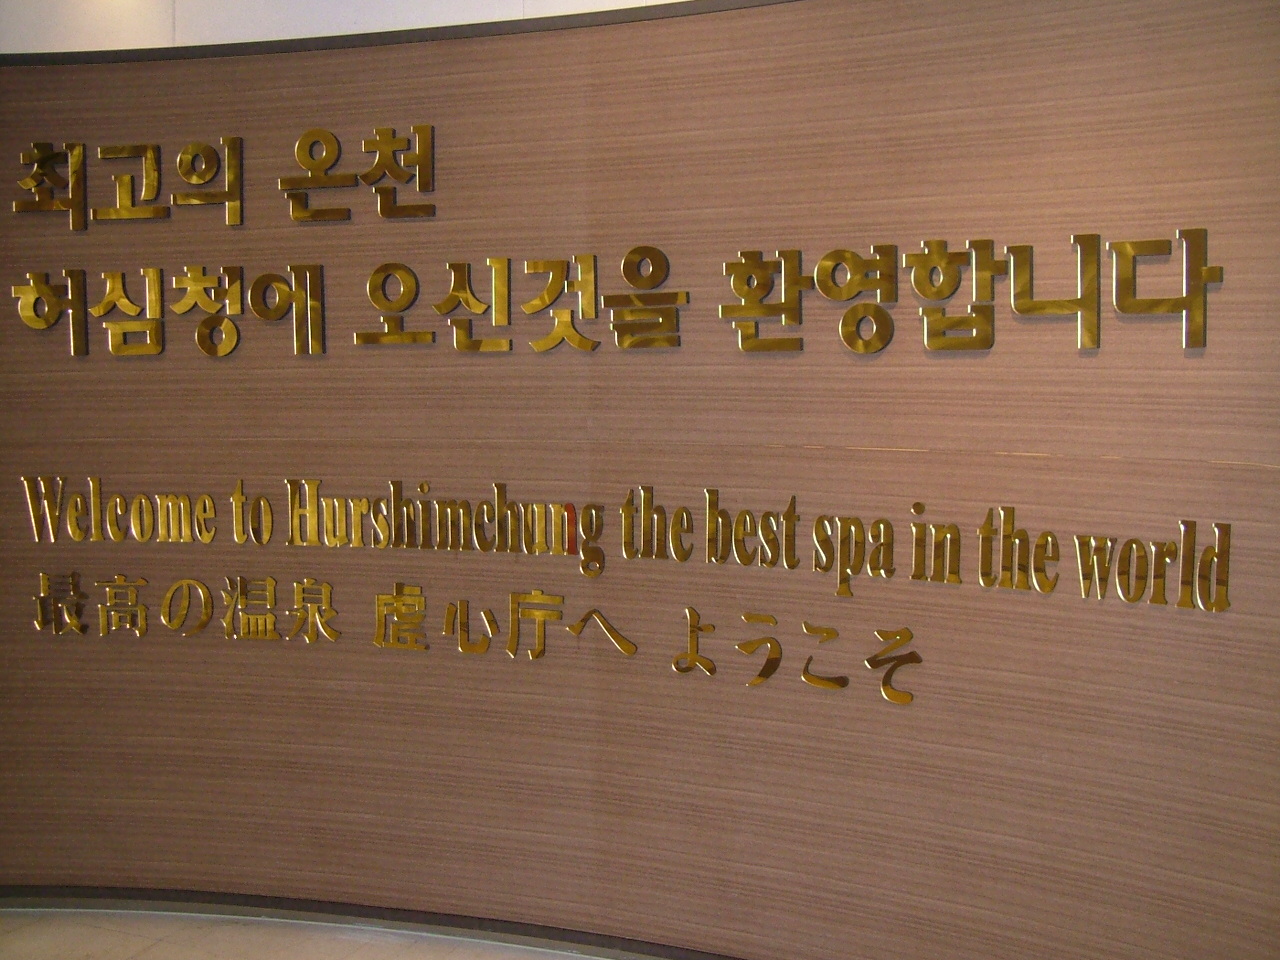 최고의 온천
허심청에 오신것을 환영합니다
Welcome to Hurshimchung the best spa in the world
最高の温泉 虚心庁へ ようこそ